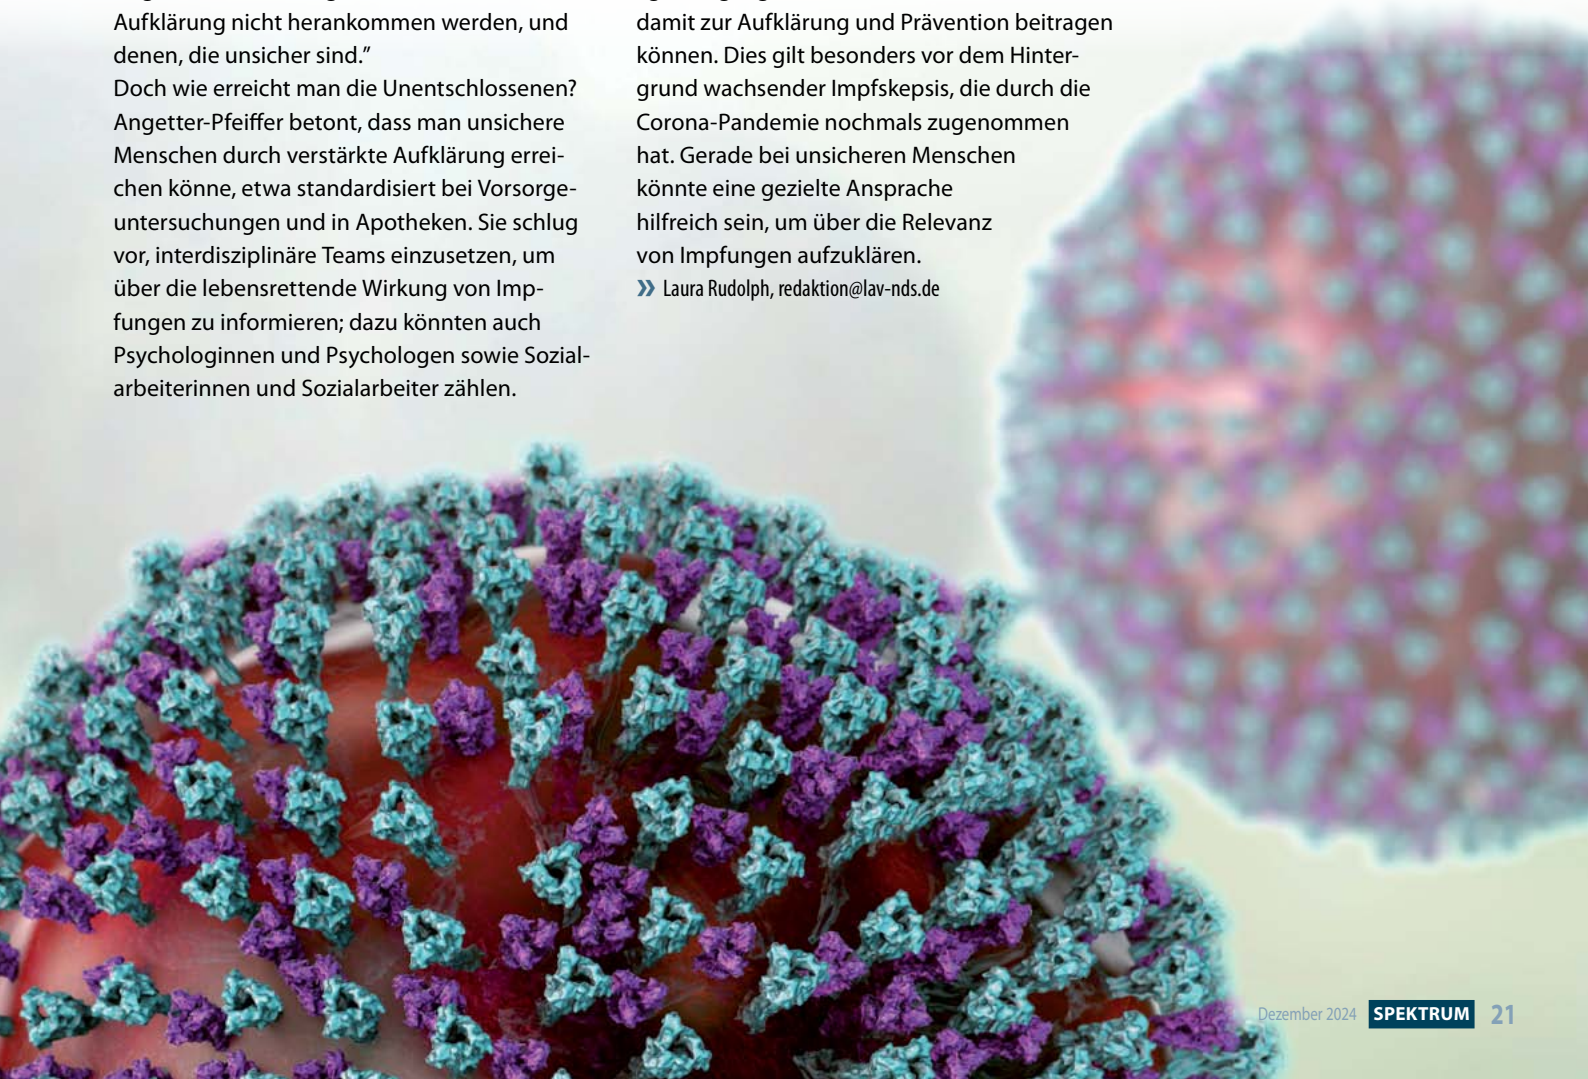 Aufklärung nicht herankommen werden, und
denen, die unsicher sind.”
Doch wie erreicht man die Unentschlossenen?
Angetter-Pfeiffer betont, dass man unsichere
Menschen durch verstärkte Aufklärung errei-
chen könne, etwa standardisiert bei Vorsorge-
untersuchungen und in Apotheken. Sie schlug
vor, interdisziplinäre Teams einzusetzen, um
über die lebensrettende Wirkung von Imp-
fungen zu informieren; dazu könnten auch
Psychologinnen und Psychologen sowie Sozial-
arbeiterinnen und Sozialarbeiter zählen.
damit zur Aufklärung und Prävention beitragen
können. Dies gilt besonders vor dem Hinter-
grund wachsender Impfskepsis, die durch die
Corona-Pandemie nochmals zugenommen
hat. Gerade bei unsicheren Menschen
könnte eine gezielte Ansprache
hilfreich sein, um über die Relevanz
von Impfungen aufzuklären.
» Laura Rudolph, redaktion@lav-nds.de
Dezember 2024 SPEKTRUM 21